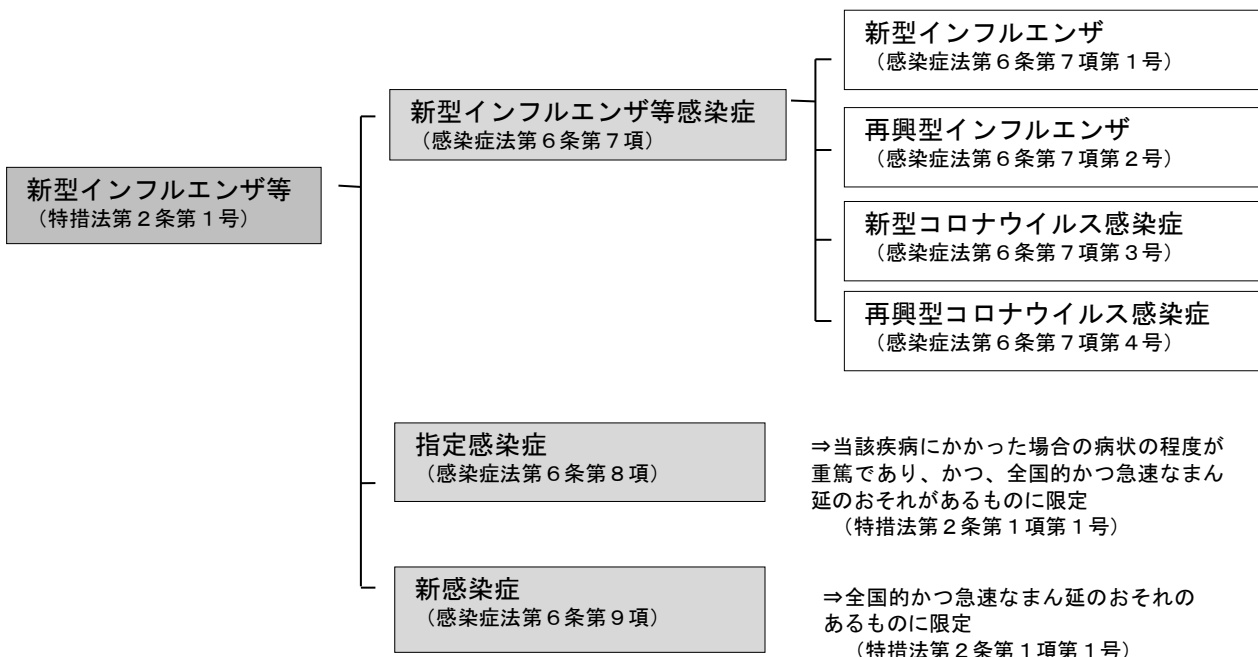 新型インフルエンザ等
（特措法第２条第１号）
新型インフルエンザ等感染症
（感染症法第６条第７項）
新型インフルエンザ
（感染症法第６条第７項第１号）
再興型インフルエンザ
（感染症法第６条第７項第２号）
新型コロナウイルス感染症
（感染症法第６条第７項第３号）
再興型コロナウイルス感染症
（感染症法第６条第７項第４号）
指定感染症
（感染症法第６条第８項）
⇒当該疾病にかかった場合の病状の程度が
重篤であり、かつ、全国的かつ急速なまん
延のおそれがあるものに限定
（特措法第２条第１項第１号）
新感染症
（感染症法第６条第９項）
⇒全国的かつ急速なまん延のおそれの
あるものに限定
（特措法第２条第１項第１号）